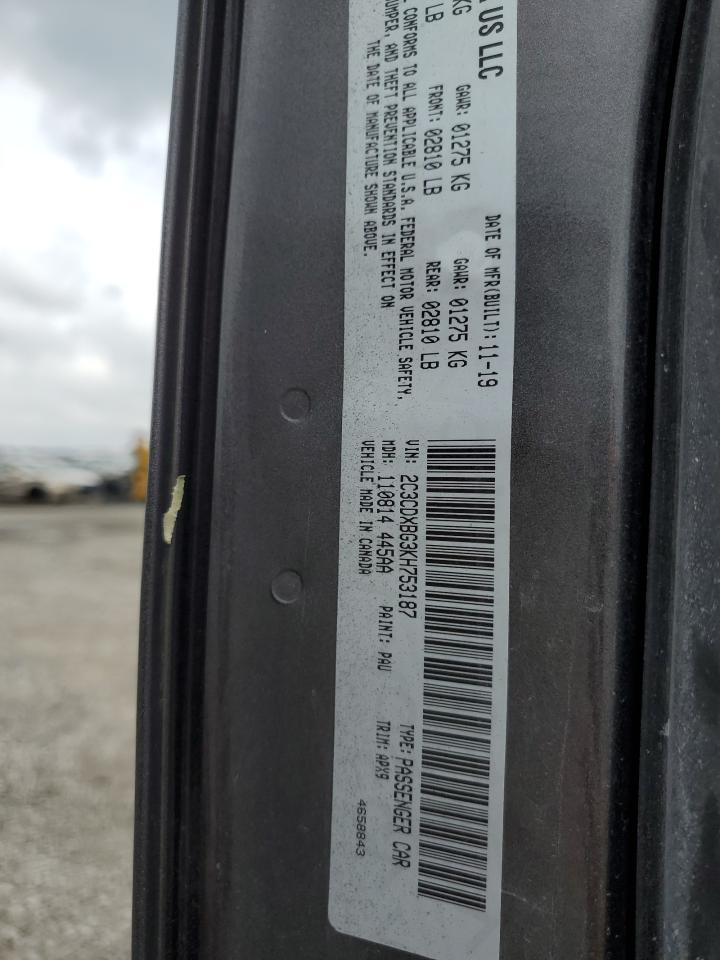 A US LLC
DATE OF MFR(BUILT): 11-19
KG GAWR: 01275 KG GAWR: 01275 KG
LB FRONT: 02810 LB REAR: 02810 LB
CONFORMS TO ALL APPLICABLE U.S.A. FEDERAL MOTOR VEHICLE SAFETY,
BUMPER, AND THEFT PREVENTION STANDARDS IN EFFECT ON
THE DATE OF MANUFACTURE SHOWN ABOVE.
VIN: 2C3CDXBG3KH753187 TYPE: PASSENGER CAR
MDH: 110814 445AA PAINT: PAU TRIM: APX9
VEHICLE MADE IN CANADA 4658843